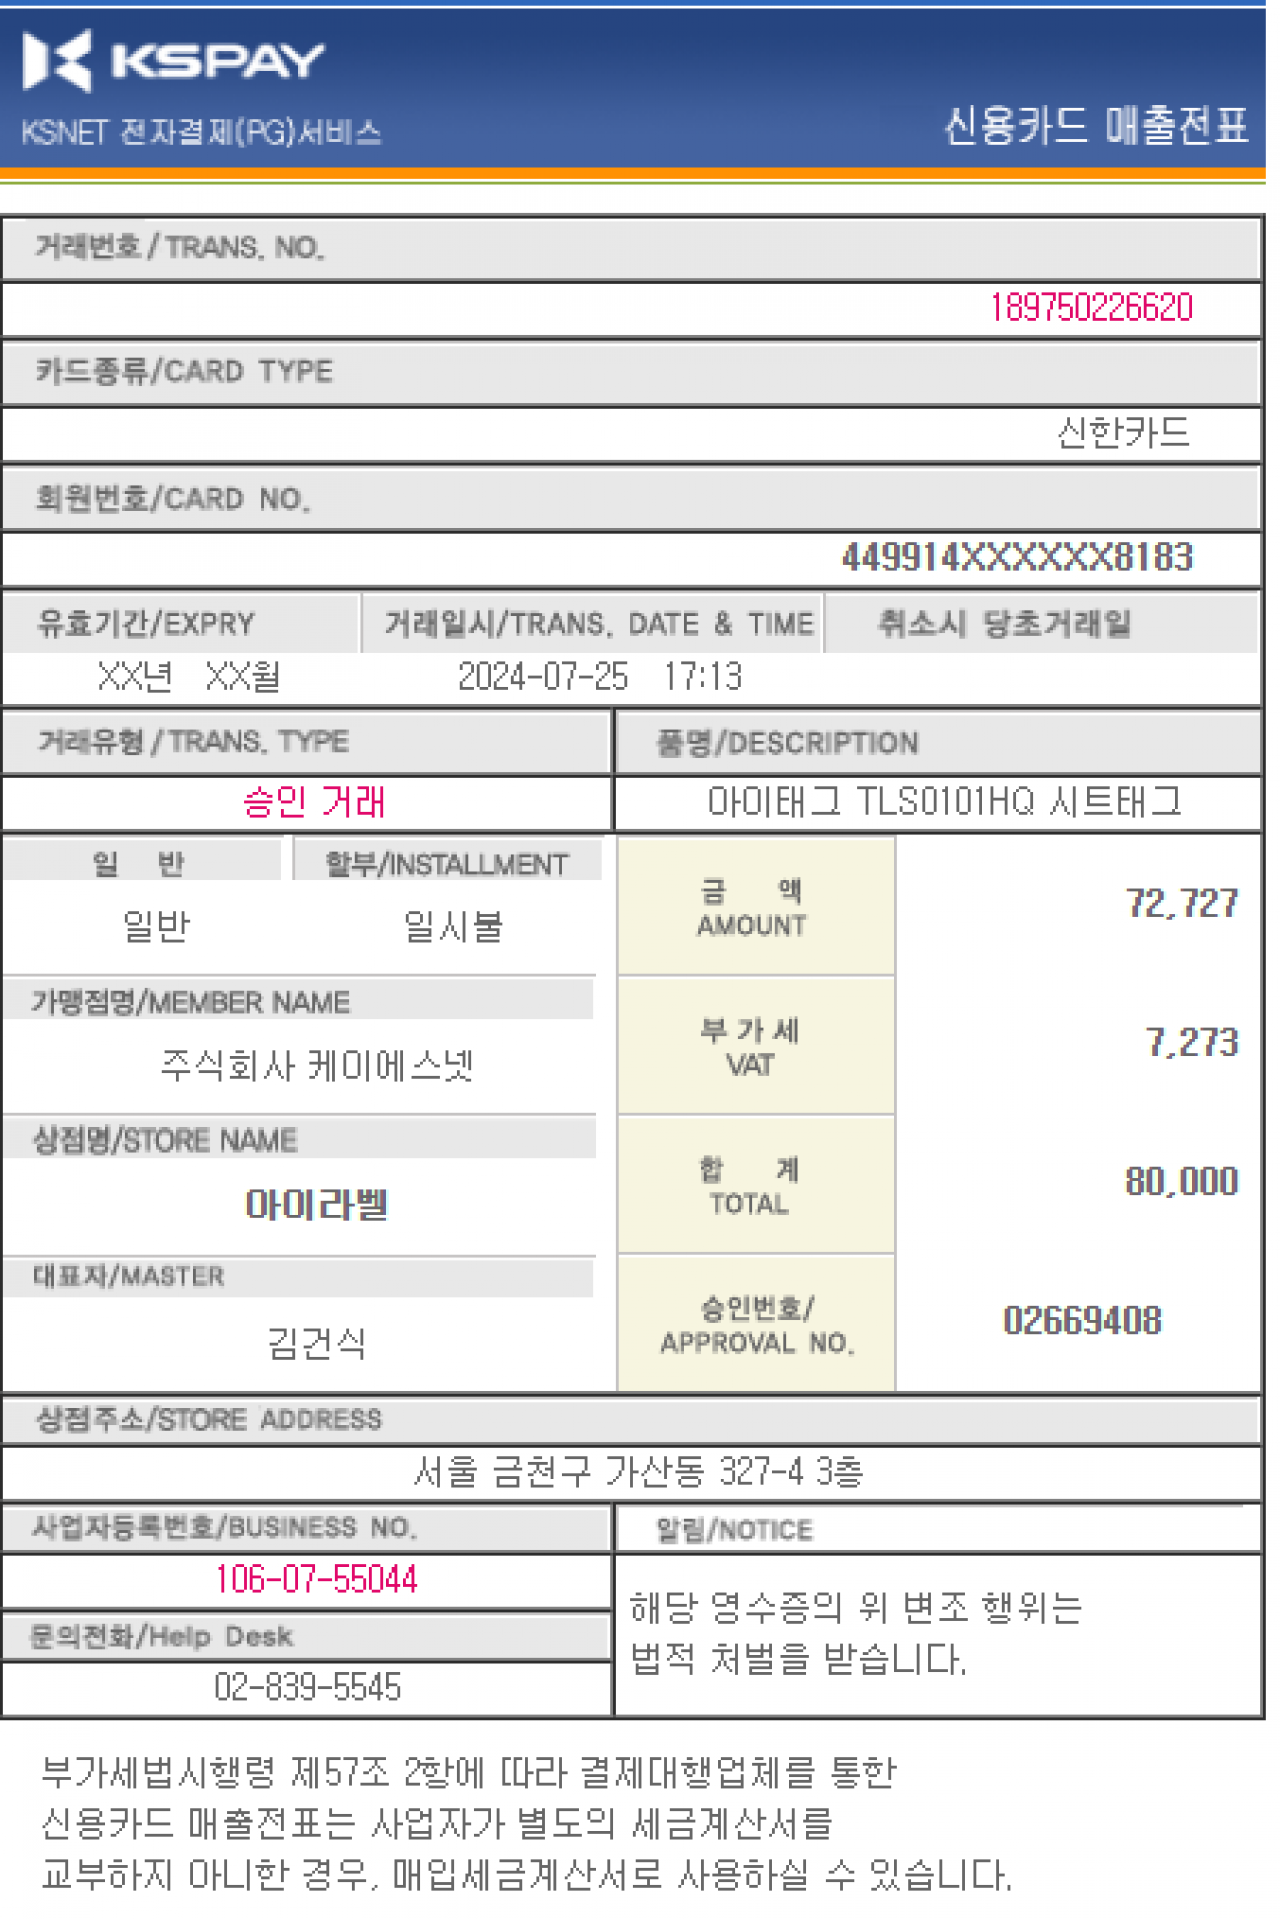 KSPAY
KSNET 전자결제(PG)서비스
신용카드 매출전표
거래번호 / TRANS. NO.
189750226620
카드종류/CARD TYPE
신한카드
회원번호/CARD NO.
449914XXXXXX8183
유효기간/EXPRY 거래일시/TRANS. DATE & TIME 취소시 당초거래일
XX년 XX월 2024-07-25 17:13
거래유형 / TRANS. TYPE 품명/DESCRIPTION
승인 거래 아이태그 TLS0101HQ 시트태그
일 반 할부/INSTALLMENT
일반 일시불
금 액
AMOUNT
72,727
가맹점명/MEMBER NAME
주식회사 케이에스넷
부 가 세
VAT
7,273
상점명/STORE NAME
아이라벨
합 계
TOTAL
80,000
대표자/MASTER
김건식
승인번호/
APPROVAL NO.
02669408
상점주소/STORE ADDRESS
서울 금천구 가산동 327-4 3층
사업자등록번호/BUSINESS NO.
106-07-55044
문의전화/Help Desk
02-839-5545
알림/NOTICE
해당 영수증의 위 변조 행위는
법적 처벌을 받습니다.
부가세법시행령 제57조 2항에 따라 결제대행업체를 통한
신용카드 매출전표는 사업자가 별도의 세금계산서를
교부하지 아니한 경우, 매입세금계산서로 사용하실 수 있습니다.